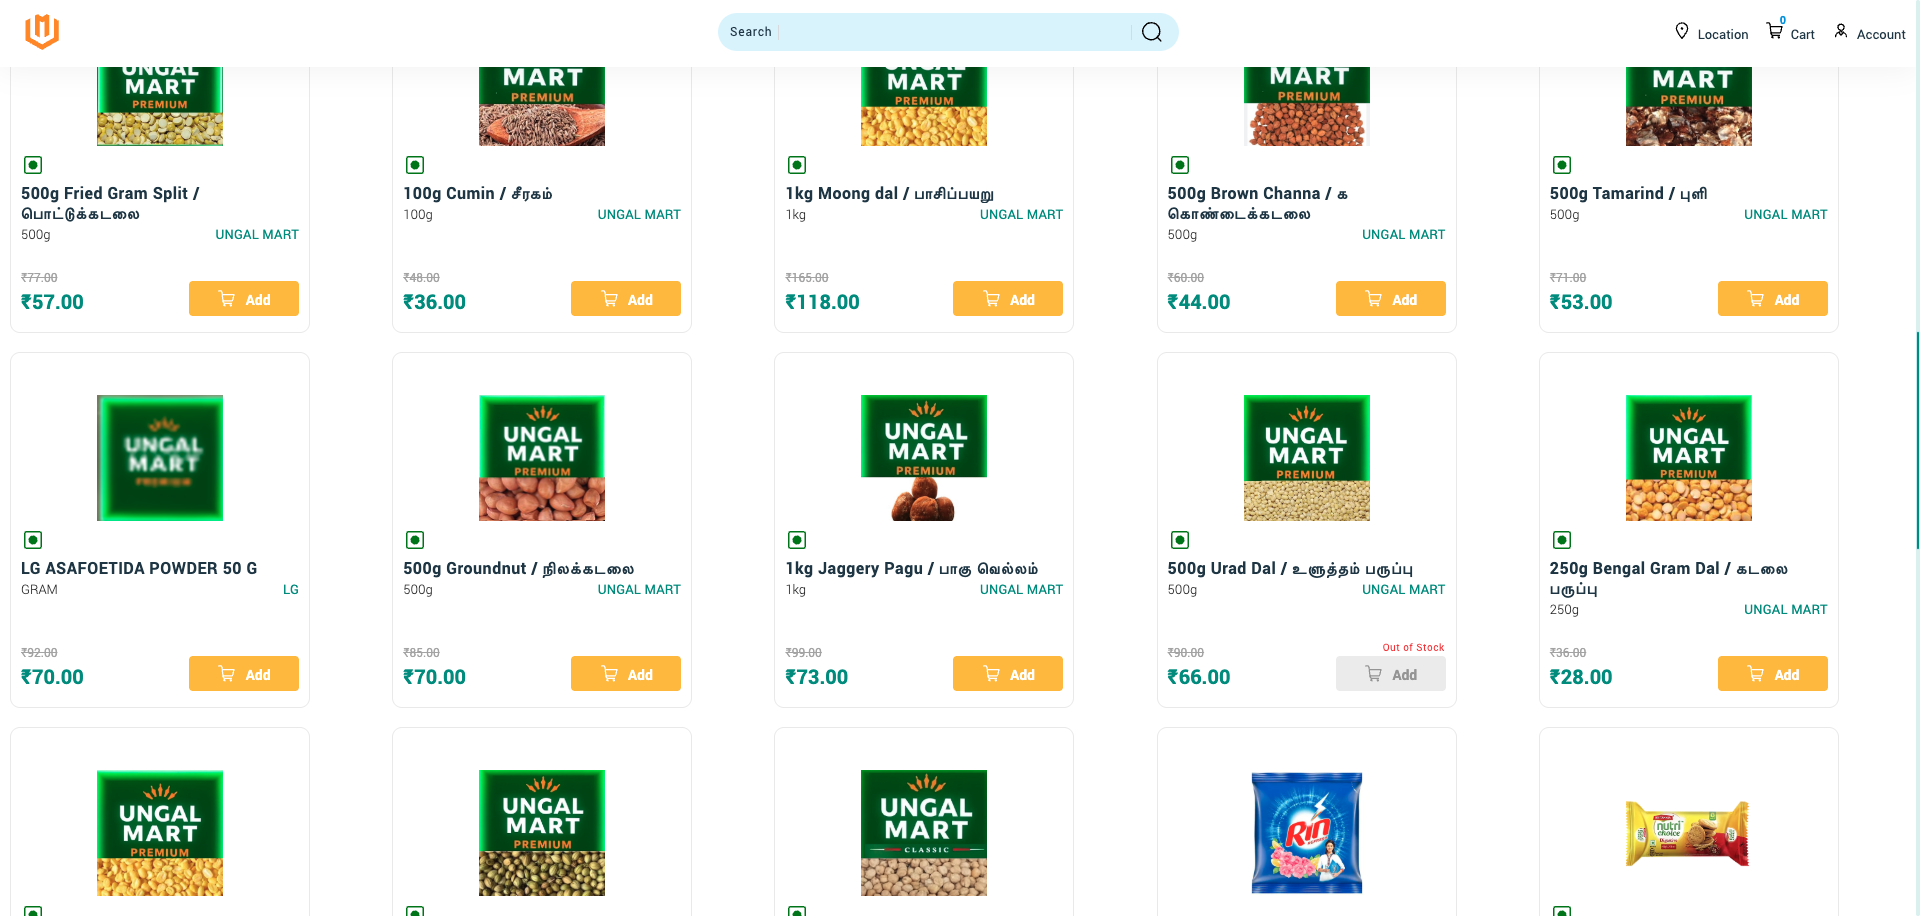 Search
0
Location
Cart
Account
UNGAL
MART
PREMIUM
MART
PREMIUM
MART
PREMIUM
MART
PREMIUM
MART
PREMIUM
500g Fried Gram Split /
பொட்டுக்கடலை
500g
UNGAL MART
₹77.00
₹57.00
Add
100g Cumin / சீரகம்
100g
UNGAL MART
₹48.00
₹36.00
Add
1kg Moong dal / பாசிப்பயறு
1kg
UNGAL MART
₹165.00
₹118.00
Add
500g Brown Channa / க
கொண்டைக்கடலை
500g
UNGAL MART
₹60.00
₹44.00
Add
500g Tamarind / புளி
500g
UNGAL MART
₹71.00
₹53.00
Add
UNGAL
MART
PREMIUM
LG ASAFOETIDA POWDER 50 G
GRAM
LG
₹92.00
₹70.00
Add
UNGAL
MART
PREMIUM
500g Groundnut / நிலக்கடலை
500g
UNGAL MART
₹85.00
₹70.00
Add
UNGAL
MART
PREMIUM
1kg Jaggery Pagu / பாகு வெல்லம்
1kg
UNGAL MART
₹99.00
₹73.00
Add
UNGAL
MART
PREMIUM
500g Urad Dal / உளுத்தம் பருப்பு
500g
UNGAL MART
Out of Stock
₹90.00
₹66.00
Add
UNGAL
MART
PREMIUM
250g Bengal Gram Dal / கடலை
பருப்பு
250g
UNGAL MART
₹36.00
₹28.00
Add
UNGAL
MART
PREMIUM
UNGAL
MART
PREMIUM
UNGAL
MART
CLASSIC
Rin
nutri
choice